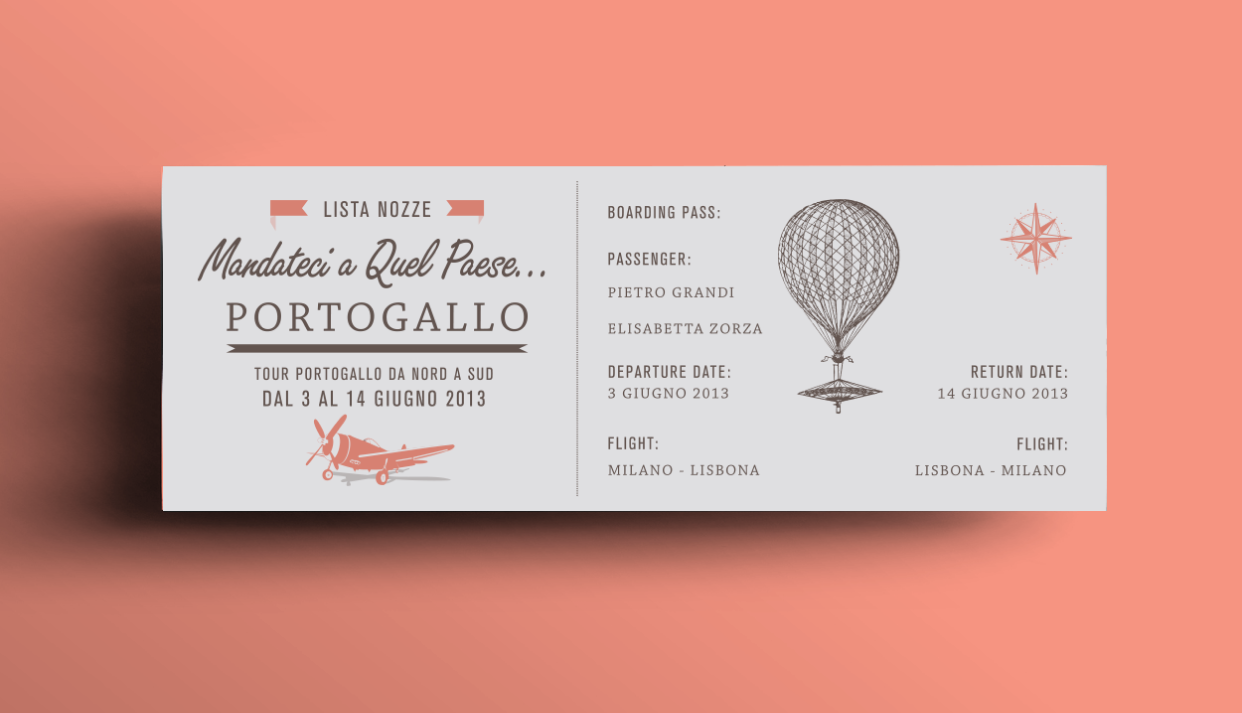 LISTA NOZZE
Mandateci a Quel Paese...
PORTOGALLO
TOUR PORTOGALLO DA NORD A SUD
DAL 3 AL 14 GIUGNO 2013
BOARDING PASS:
PASSENGER:
PIETRO GRANDI
ELISABETTA ZORZA
DEPARTURE DATE:
3 GIUGNO 2013
RETURN DATE:
14 GIUGNO 2013
FLIGHT:
MILANO - LISBONA
FLIGHT:
LISBONA - MILANO